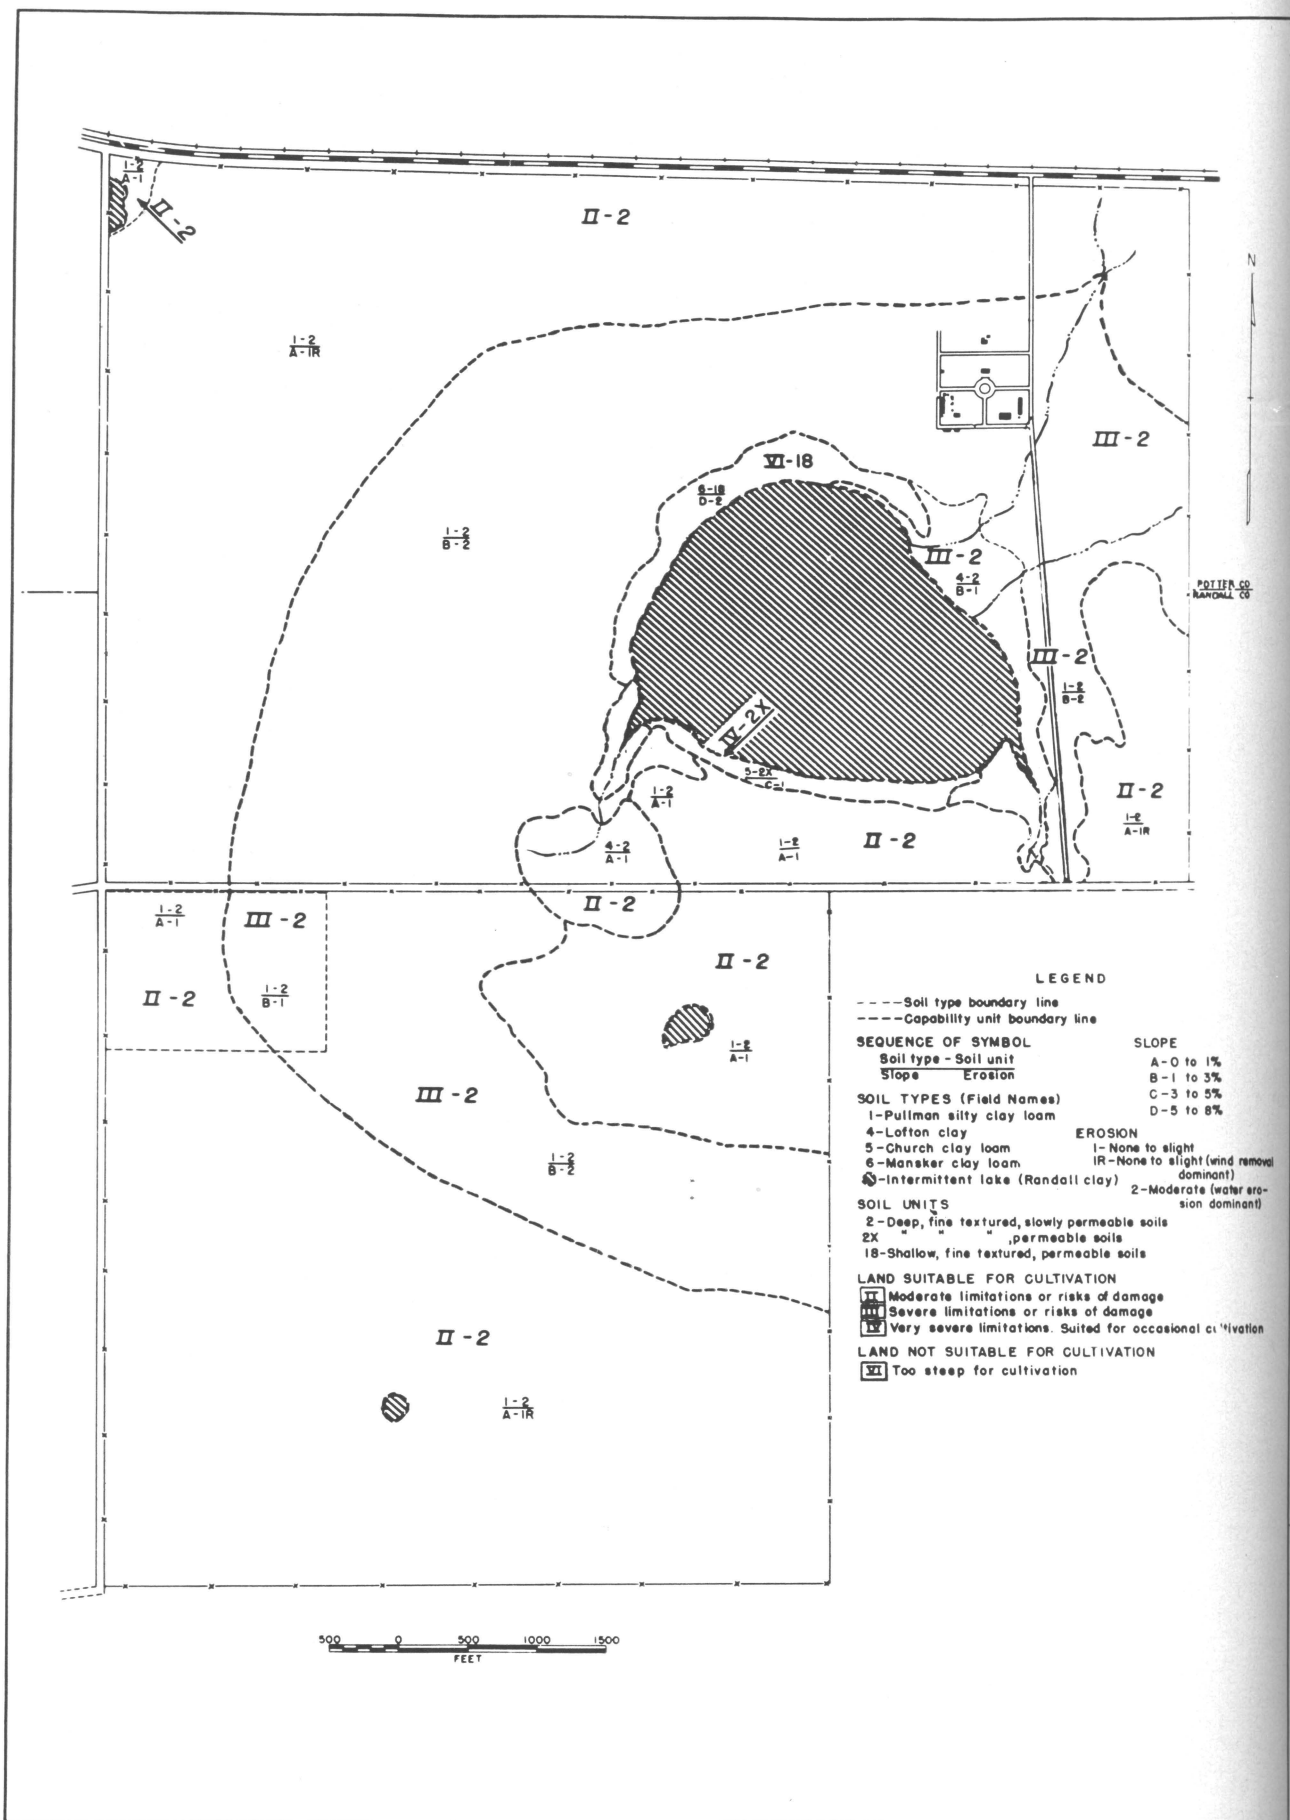 1-2
A-1
II-2
II-2
N
1-2
A-1R
III-2
VI-18
6-18
D-2
1-2
B-2
III-2
4-2
B-1
POTTER CO
RANDALL CO
III-2
1-2
B-2
IV-2X
5-2X
C-1
1-2
A-1
II-2
1-2
A-1R
4-2
A-1
1-2
A-1
II-2
1-2
A-1
III-2
II-2
II-2
1-2
B-1
II-2
1-2
A-1
III-2
1-2
B-2
II-2
1-2
A-1R
LEGEND
----Soil type boundary line
----Capability unit boundary line
SEQUENCE OF SYMBOL
Soil type - Soil unit
Slope Erosion
SLOPE
A-0 to 1%
B-1 to 3%
C-3 to 5%
D-5 to 8%
SOIL TYPES (Field Names)
1-Pullman silty clay loam
4-Lofton clay
5-Church clay loam
6-Mansker clay loam
-Intermittent lake (Randall clay)
EROSION
1-None to slight
1R-None to slight (wind removal
dominant)
2-Moderate (water ero-
sion dominant)
SOIL UNITS
2-Deep, fine textured, slowly permeable soils
2X " " " ,permeable soils
18-Shallow, fine textured, permeable soils
LAND SUITABLE FOR CULTIVATION
II Moderate limitations or risks of damage
III Severe limitations or risks of damage
IV Very severe limitations. Suited for occasional cultivation
LAND NOT SUITABLE FOR CULTIVATION
VI Too steep for cultivation
500 0 500 1000 1500
FEET